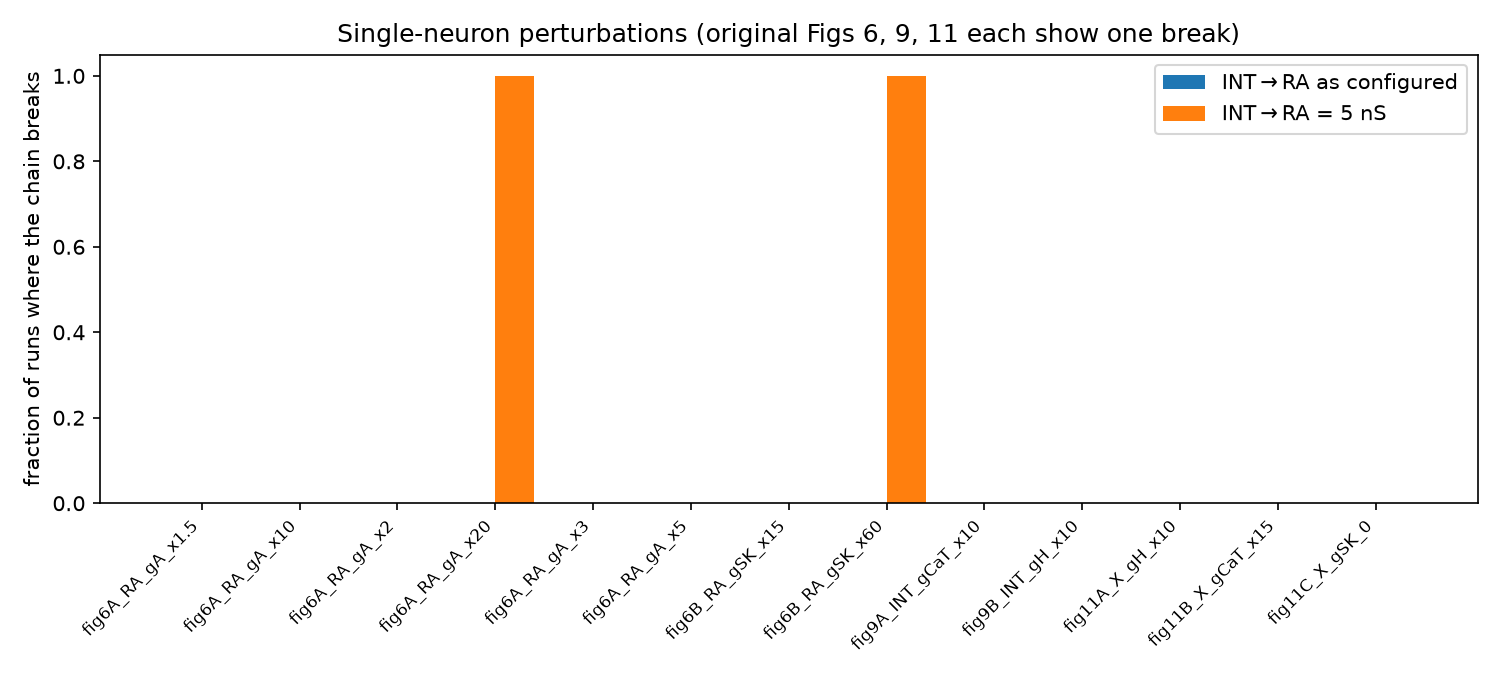 Single-neuron perturbations (original Figs 6, 9, 11 each show one break)
fraction of runs where the chain breaks
1.0
0.8
0.6
0.4
0.2
0.0
INT→RA as configured
INT→RA = 5 nS
fig6A_RA_gA_x1.5
fig6A_RA_gA_x10
fig6A_RA_gA_x2
fig6A_RA_gA_x20
fig6A_RA_gA_x3
fig6A_RA_gA_x5
fig6B_RA_gSK_x15
fig6B_RA_gSK_x60
fig9A_INT_gCaT_x10
fig9B_INT_gH_x10
fig11A_X_gH_x10
fig11B_X_gCaT_x15
fig11C_X_gSK_0